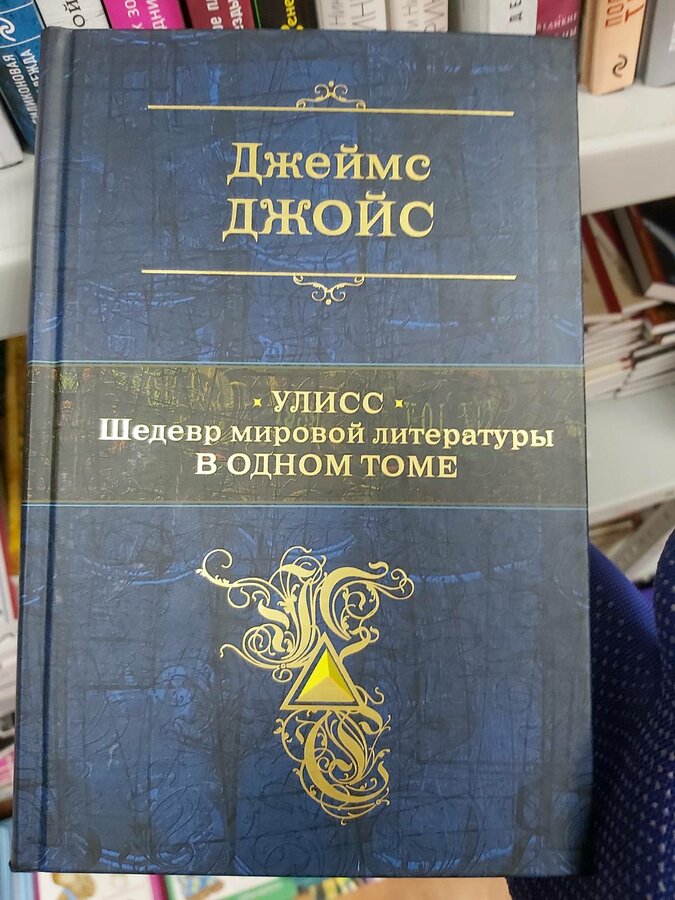 Джеймс
ДЖОЙС
УЛИСС
Шедевр мировой литературы
В ОДНОМ ТОМЕ